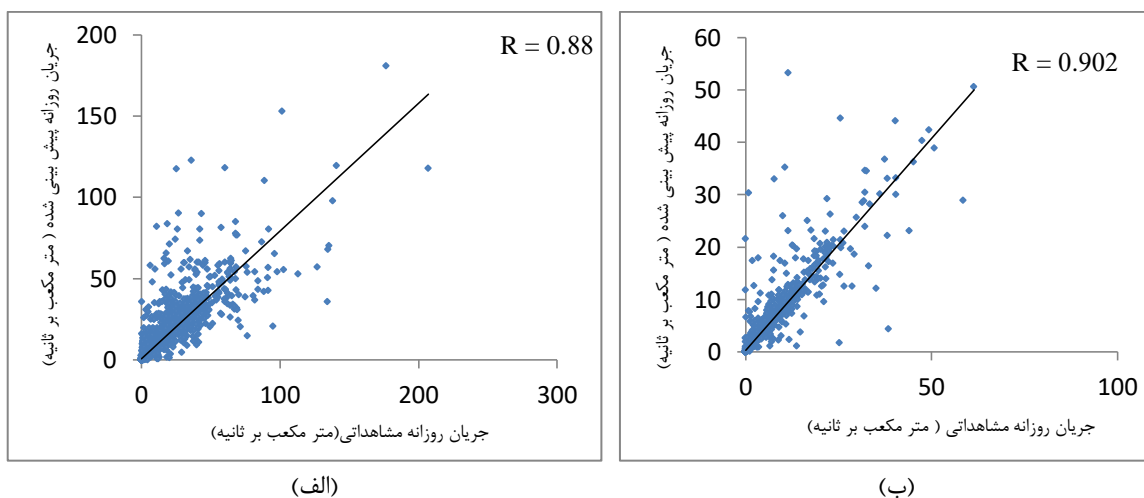 R = 0.88
200
150
100
50
0
0
100
200
300
جریان روزانه پیش بینی شده ( متر مکعب بر ثانیه)
جریان روزانه مشاهداتی(متر مکعب بر ثانیه)
(الف)
R = 0.902
60
50
40
30
20
10
0
0
50
100
جریان روزانه پیش بینی شده ( متر مکعب بر ثانیه)
جریان روزانه مشاهداتی ( متر مکعب بر ثانیه)
(ب)